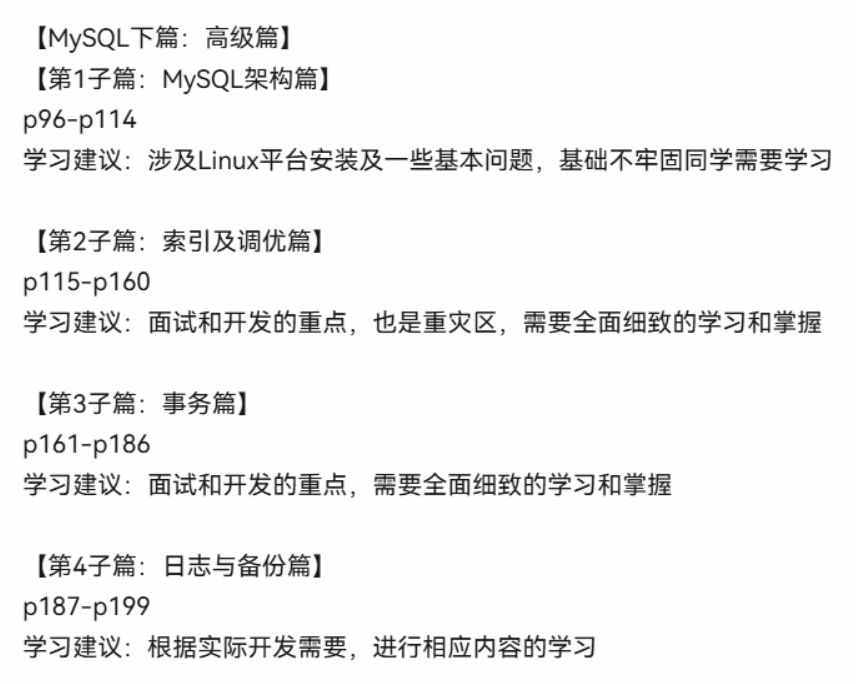 【MySQL下篇：高级篇】
【第1子篇：MySQL架构篇】
p96-p114
学习建议：涉及Linux平台安装及一些基本问题，基础不牢固同学需要学习
【第2子篇：索引及调优篇】
p115-p160
学习建议：面试和开发的重点，也是重灾区，需要全面细致的学习和掌握
【第3子篇：事务篇】
p161-p186
学习建议：面试和开发的重点，需要全面细致的学习和掌握
【第4子篇：日志与备份篇】
p187-p199
学习建议：根据实际开发需要，进行相应内容的学习